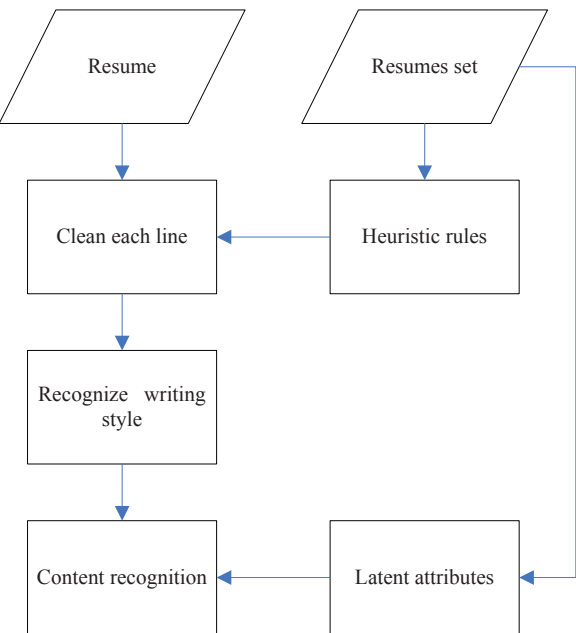 Resume
Resumes set
Clean each line
Heuristic rules
Recognize writing
style
Content recognition
Latent attributes